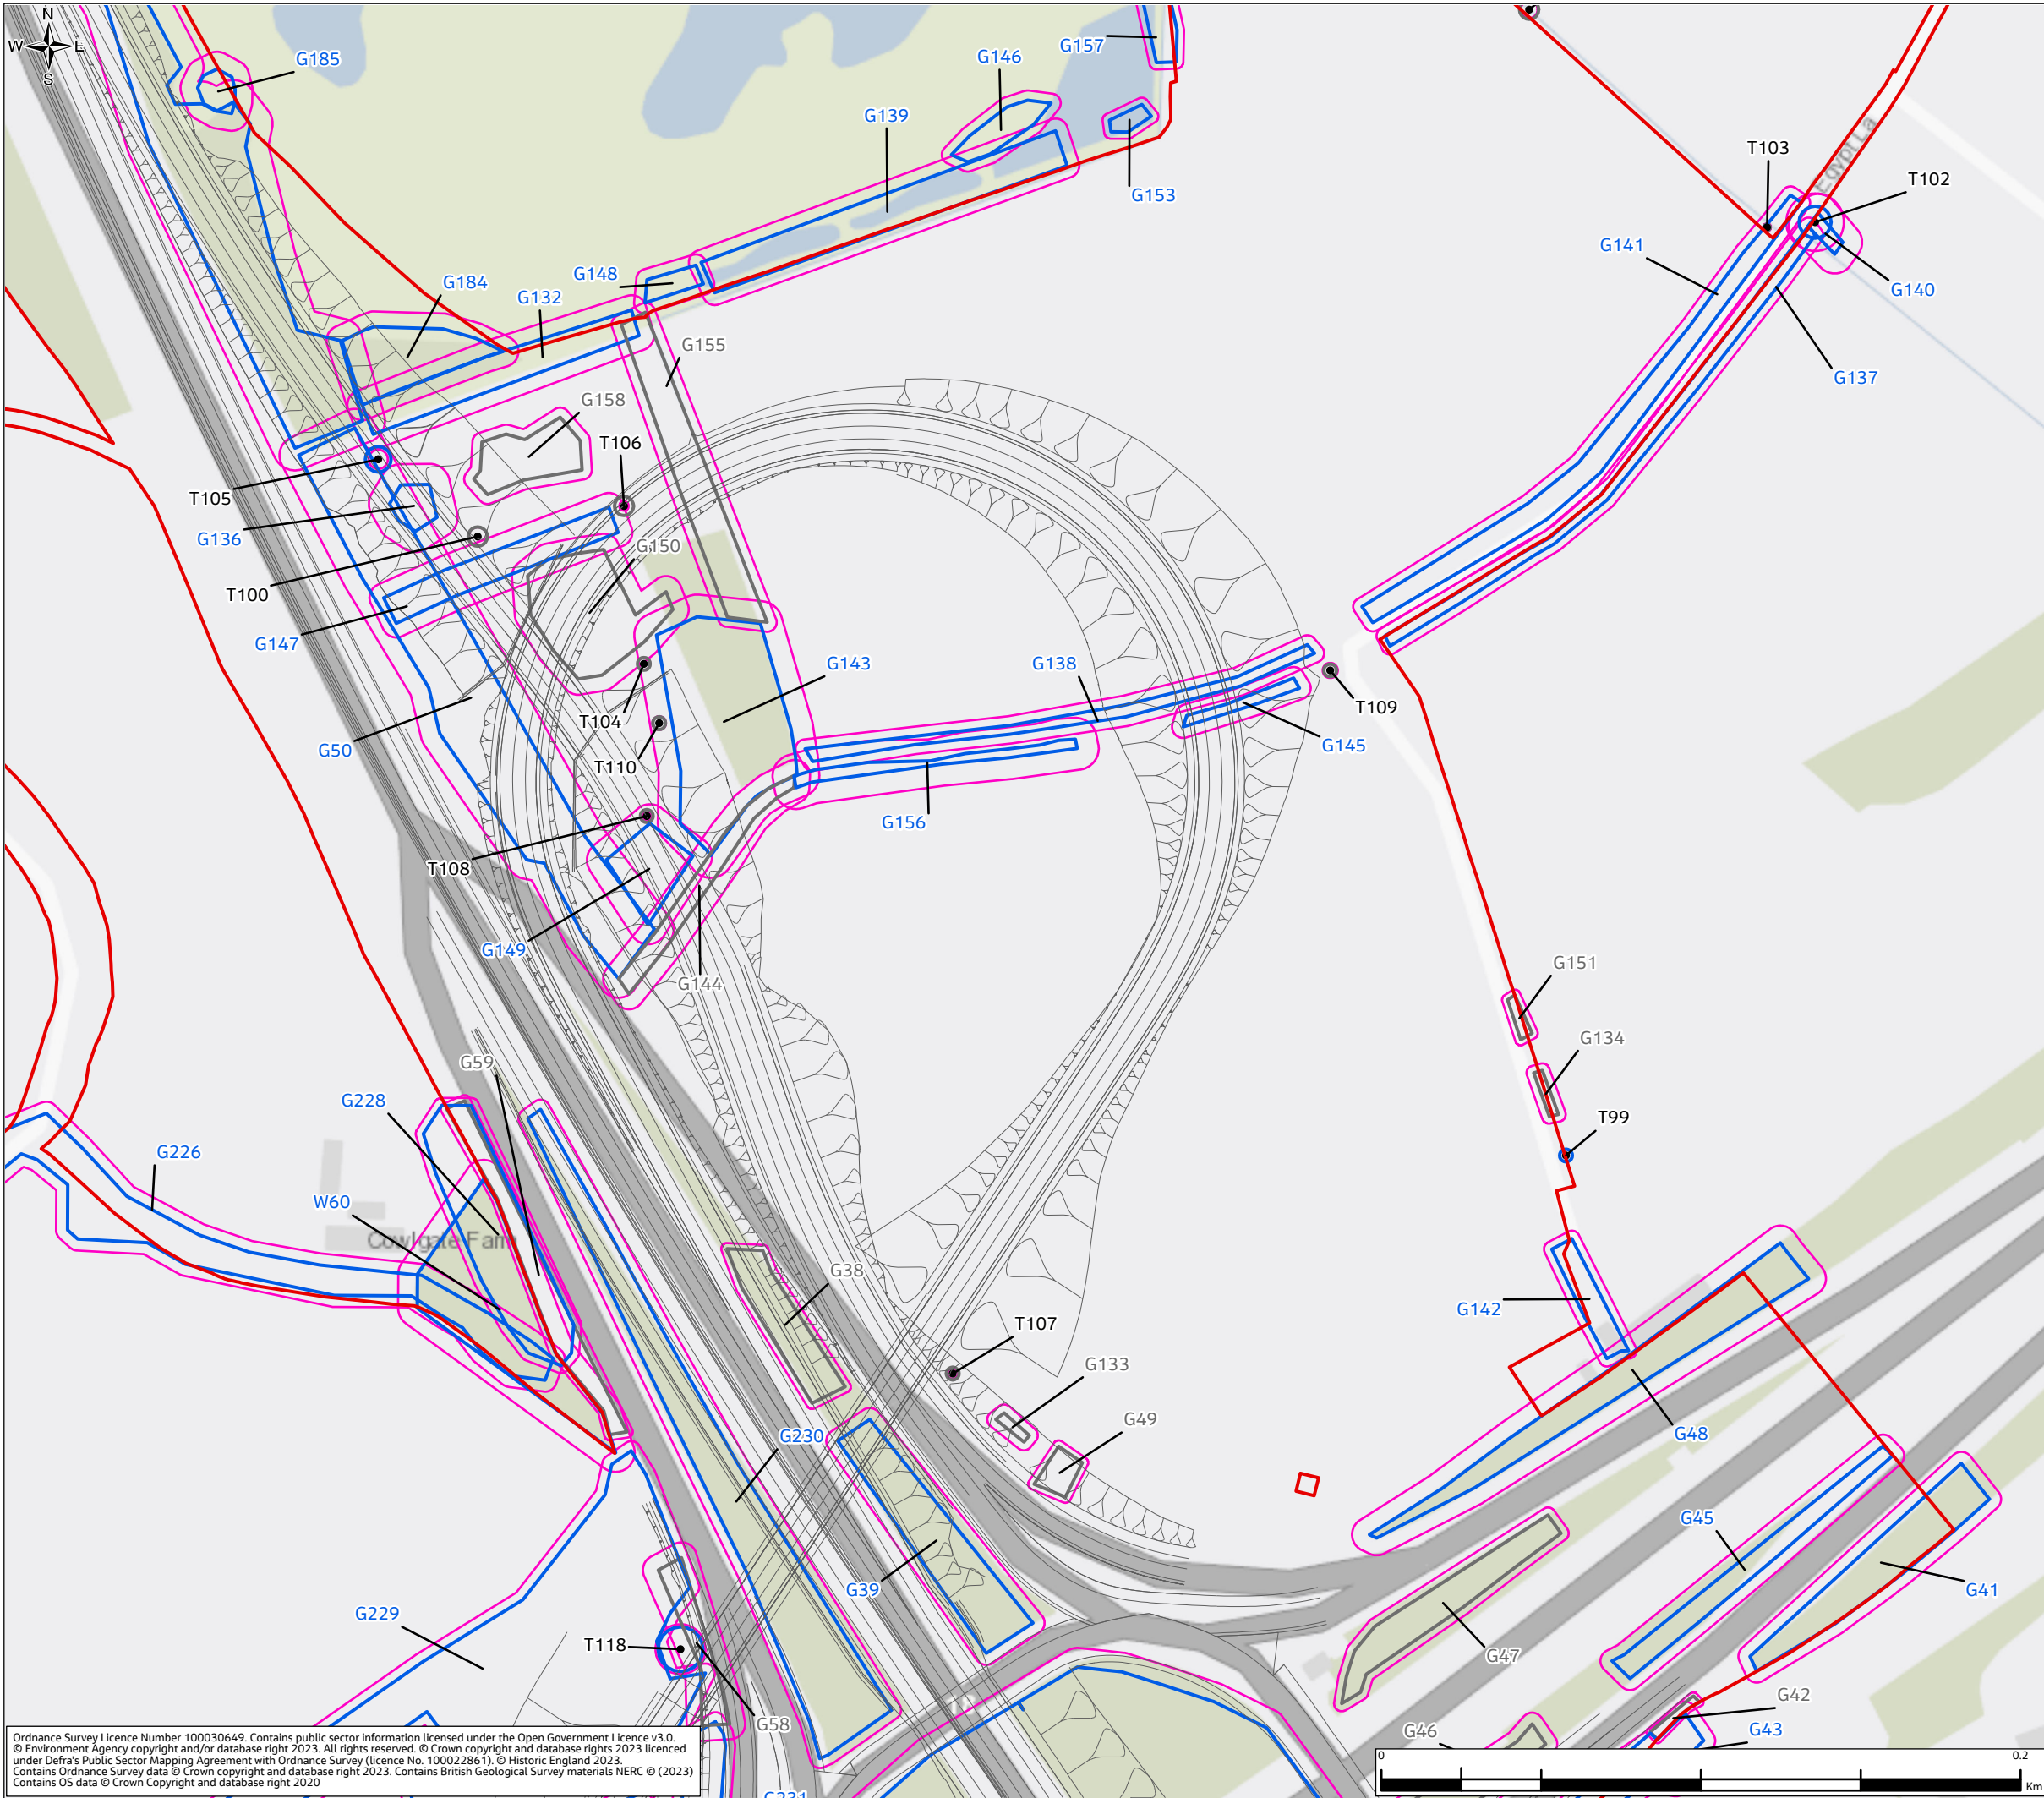 N
W E
S
G185
G157
G146
G139
G153
T103
Egypt La
T102
G141
G140
G137
G148
G184
G132
G155
G158
T106
T105
G136
G150
T100
G147
G143
G138
G50
T104
T109
T110
G145
G156
T108
G149
G144
G151
G59
G134
G228
T99
G226
W60
Cowlgate Farm
G38
G142
T107
G133
G49
G48
G230
G45
G39
G41
G229
T118
G47
G58
G42
G46
G43
G231
Ordnance Survey Licence Number 100030649. Contains public sector information licensed under the Open Government Licence v3.0.
© Environment Agency copyright and/or database right 2023. All rights reserved. © Crown copyright and database rights 2023 licenced
under Defra's Public Sector Mapping Agreement with Ordnance Survey (licence No. 100022861). © Historic England 2023.
Contains Ordnance Survey data © Crown copyright and database right 2023. Contains British Geological Survey materials NERC © (2023)
Contains OS data © Crown Copyright and database right 2020
0 0.2
Km